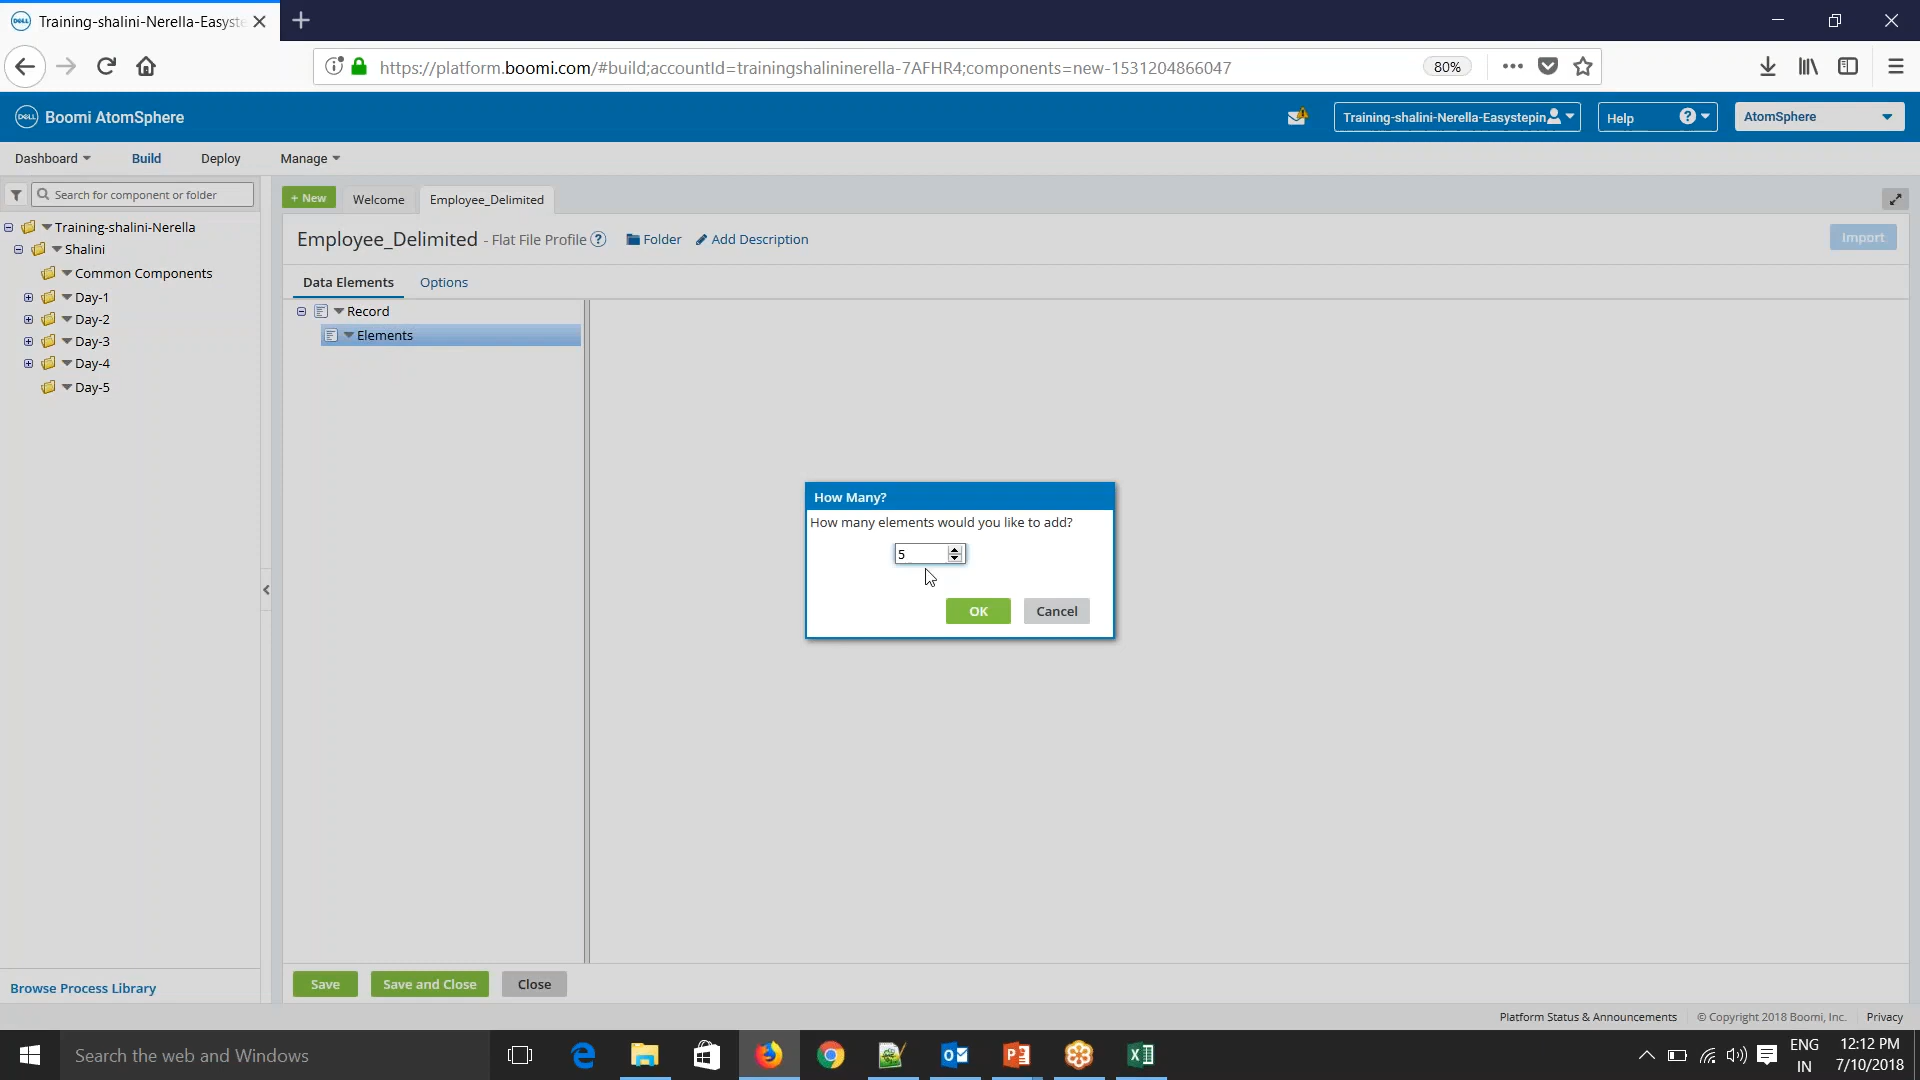 Training-shalini-Nerella-Easyste
https://platform.boomi.com/#build;accountId=trainingshalininerella-7AFHR4;components=new-1531204866047
80%
DELL Boomi AtomSphere
Training-shalini-Nerella-Easystepin
Help
AtomSphere
Dashboard
Build
Deploy
Manage
Search for component or folder
+ New
Welcome
Employee_Delimited
Training-shalini-Nerella
Shalini
Common Components
Day-1
Day-2
Day-3
Day-4
Day-5
Employee_Delimited - Flat File Profile ?
Folder
Add Description
Import
Data Elements
Options
Record
Elements
How Many?
How many elements would you like to add?
5
OK
Cancel
Save
Save and Close
Close
Browse Process Library
Platform Status & Announcements
© Copyright 2018 Boomi, Inc.
Privacy
Search the web and Windows
ENG
IN
12:12 PM
7/10/2018